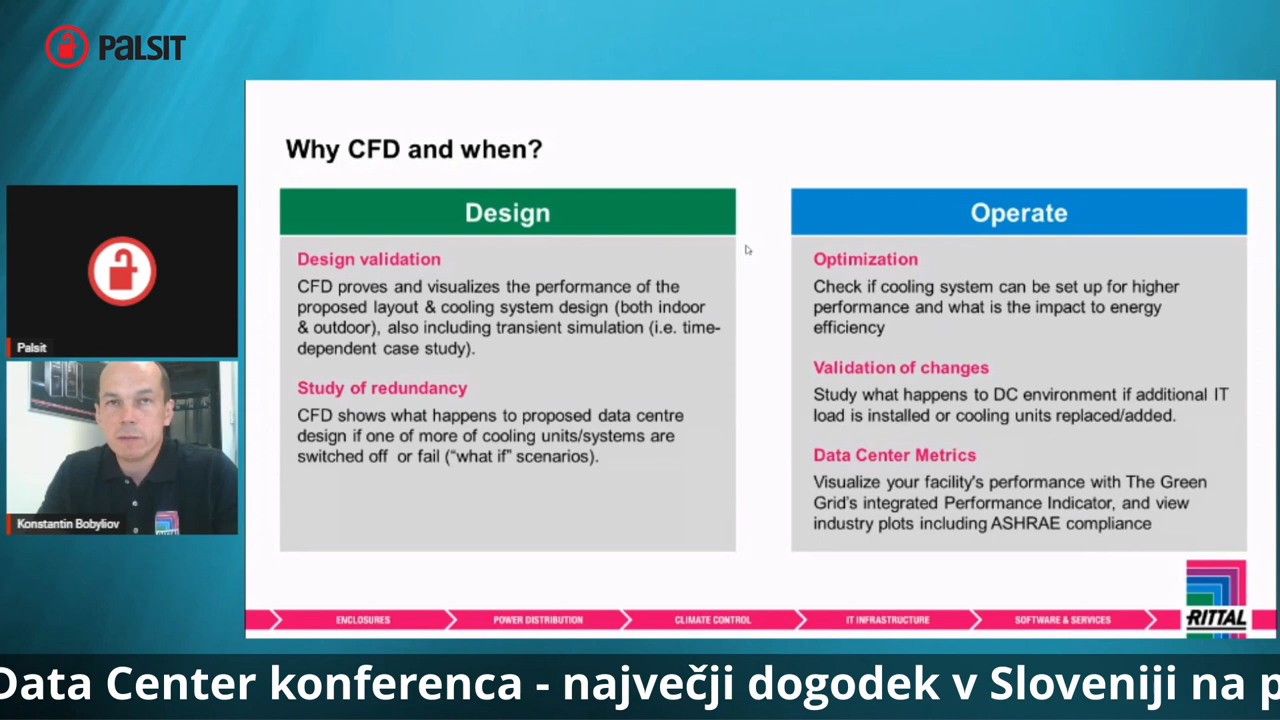 PALSIT
Why CFD and when?
Design
Design validation
CFD proves and visualizes the performance of the
proposed layout & cooling system design (both indoor
& outdoor), also including transient simulation (i.e. time-
dependent case study).
Study of redundancy
CFD shows what happens to proposed data centre
design if one of more of cooling units/systems are
switched off or fail (“what if” scenarios).
Operate
Optimization
Check if cooling system can be set up for higher
performance and what is the impact to energy
efficiency
Validation of changes
Study what happens to DC environment if additional IT
load is installed or cooling units replaced/added.
Data Center Metrics
Visualize your facility's performance with The Green
Grid's integrated Performance Indicator, and view
industry plots including ASHRAE compliance
Palsit
Konstantin Bobyliov
ENCLOSURES
POWER DISTRIBUTION
CLIMATE CONTROL
IT INFRASTRUCTURE
SOFTWARE & SERVICES
RITTAL
Data Center konferenca - največji dogodek v Sloveniji na p